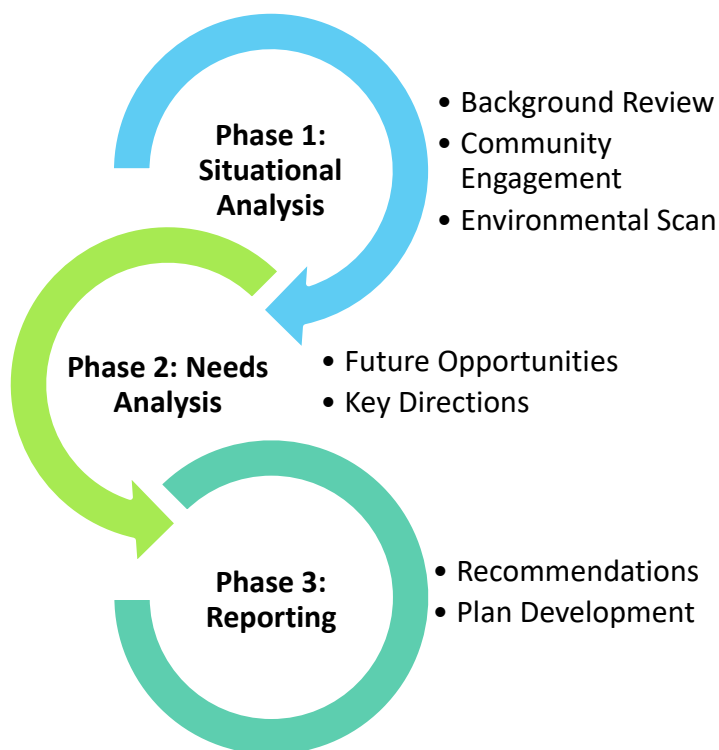 Phase 1:
Situational
Analysis
• Background Review
• Community
Engagement
• Environmental Scan
Phase 2: Needs
Analysis
• Future Opportunities
• Key Directions
Phase 3:
Reporting
• Recommendations
• Plan Development